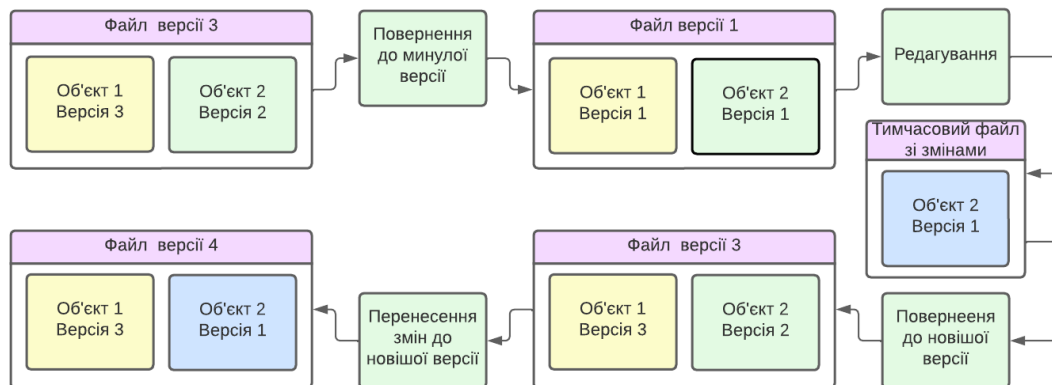 Файл версії 3
Об'єкт 1
Версія 3
Об'єкт 2
Версія 2
Повернення
до минулої
версії
Файл версії 1
Об'єкт 1
Версія 1
Об'єкт 2
Версія 1
Редагування
Тимчасовий файл
зі змінами
Об'єкт 2
Версія 1
Файл версії 4
Об'єкт 1
Версія 3
Об'єкт 2
Версія 1
Перенесення
змін до
новішої версії
Файл версії 3
Об'єкт 1
Версія 3
Об'єкт 2
Версія 2
Повернееня
до новішої
версії